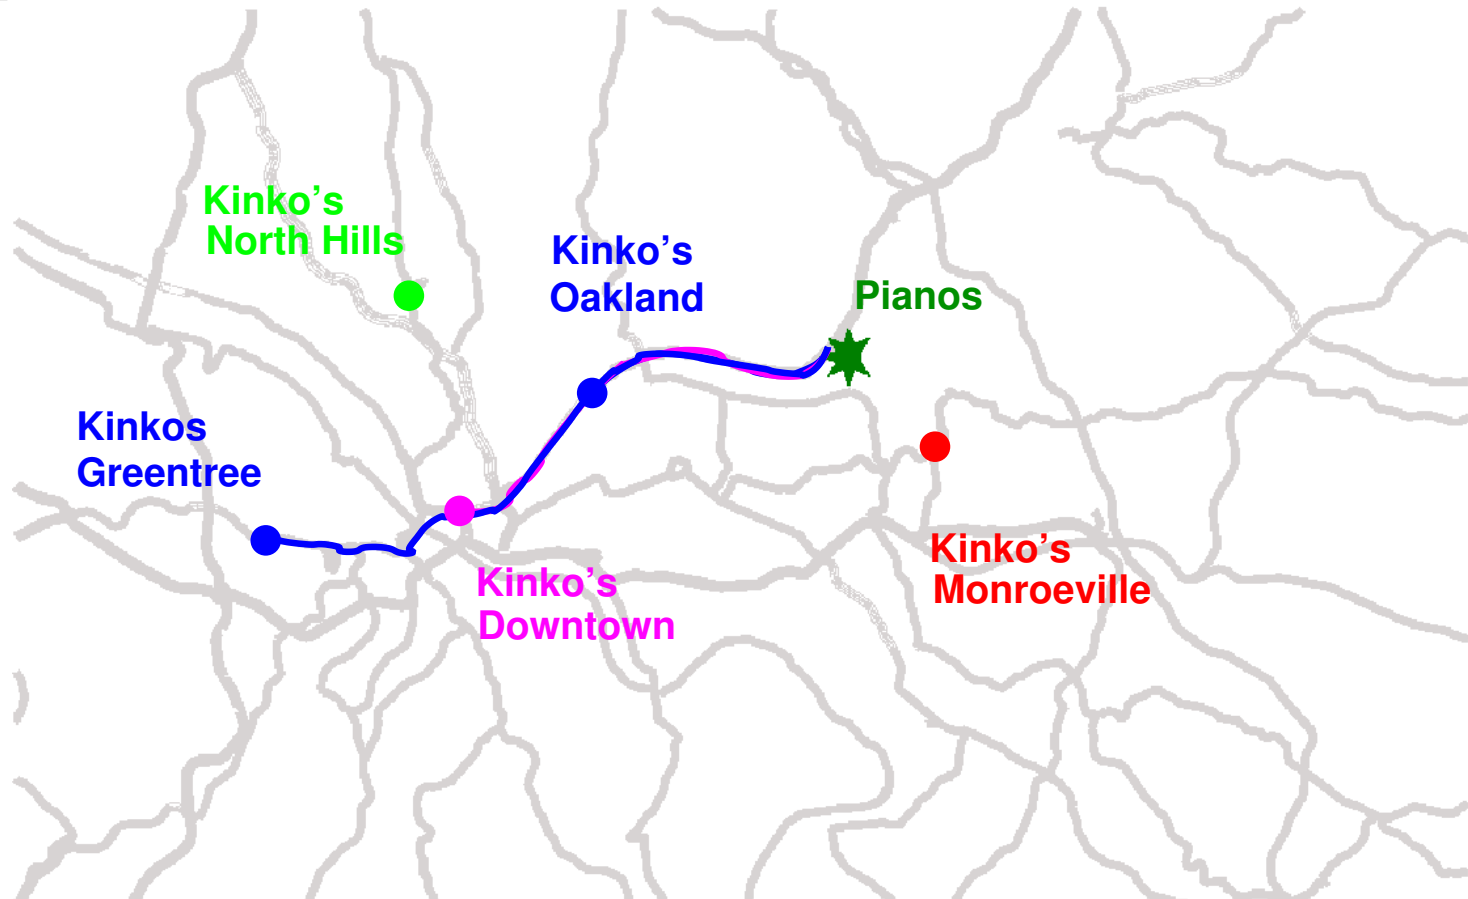 Kinko’s
North Hills
Kinko’s
Oakland
Pianos
Kinkos
Greentree
Kinko’s
Downtown
Kinko’s
Monroeville